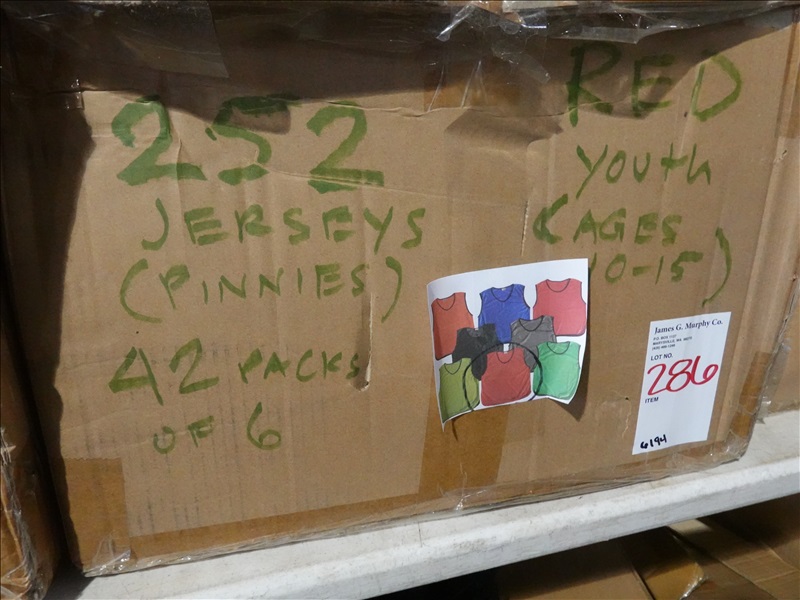 252
JERSEYS
(PINNIES)
42 PACKS
OF 6
RED
youth
(AGES
10-15)
James G. Murphy Co.
LOT NO.
286
ITEM
6194